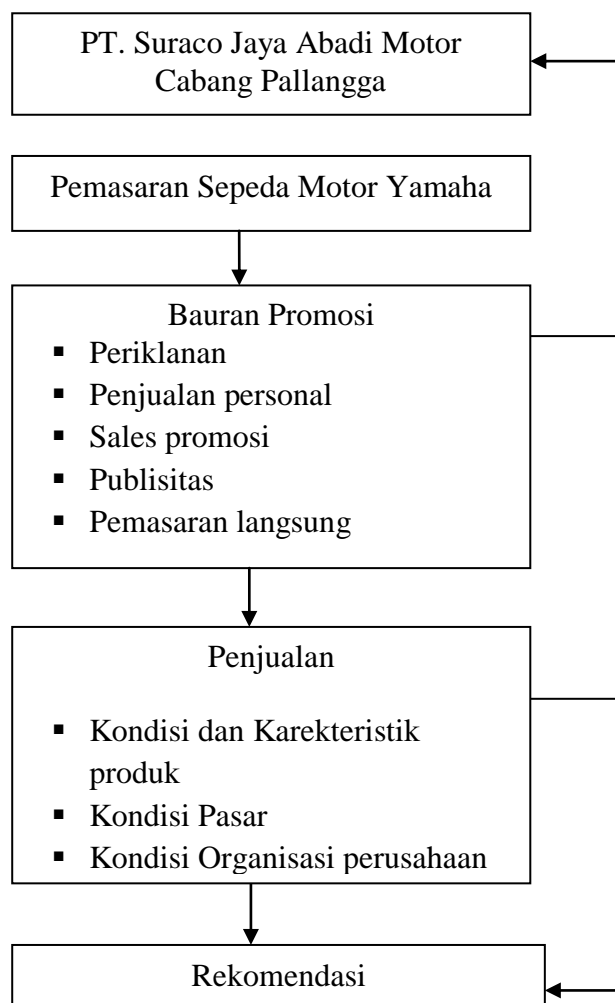 PT. Suraco Jaya Abadi Motor
Cabang Pallangga
Pemasaran Sepeda Motor Yamaha
Bauran Promosi
▪ Periklanan
▪ Penjualan personal
▪ Sales promosi
▪ Publisitas
▪ Pemasaran langsung
Penjualan
▪ Kondisi dan Karekteristik
produk
▪ Kondisi Pasar
▪ Kondisi Organisasi perusahaan
Rekomendasi